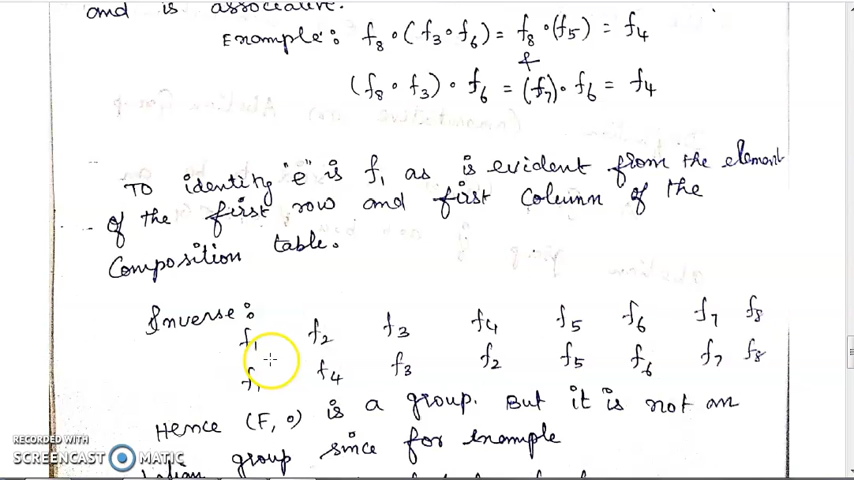 and is associative.
Example: f8 ∘ (f3 ∘ f6) = f8 ∘ (f5) = f4
&
(f8 ∘ f3) ∘ f6 = (f7) ∘ f6 = f4
To identity "e" is f1 as is evident from the element
of the first row and first column of the
Composition table.
Inverse:
f1 f2 f3 f4 f5 f6 f7 f8
f1 f4 f3 f2 f5 f6 f7 f8
Hence (F, ∘) is a group. But it is not an
group since for example
RECORDED WITH
SCREENCAST MATIC